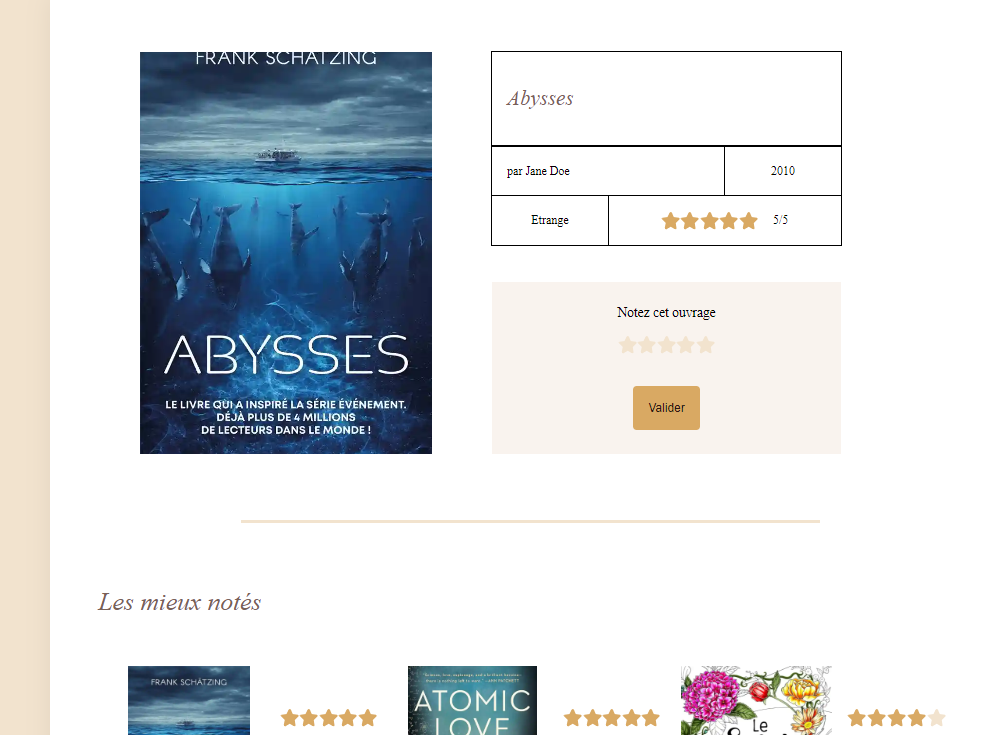 FRANK SCHÄTZING
ABYSSES
LE LIVRE QUI A INSPIRÉ LA SÉRIE ÉVÉNEMENT.
DÉJÀ PLUS DE 4 MILLIONS
DE LECTEURS DANS LE MONDE !
Abysses
par Jane Doe
2010
Etrange
5/5
Notez cet ouvrage
Valider
Les mieux notés
FRANK SCHÄTZING
ATOMIC
LOVE
Le